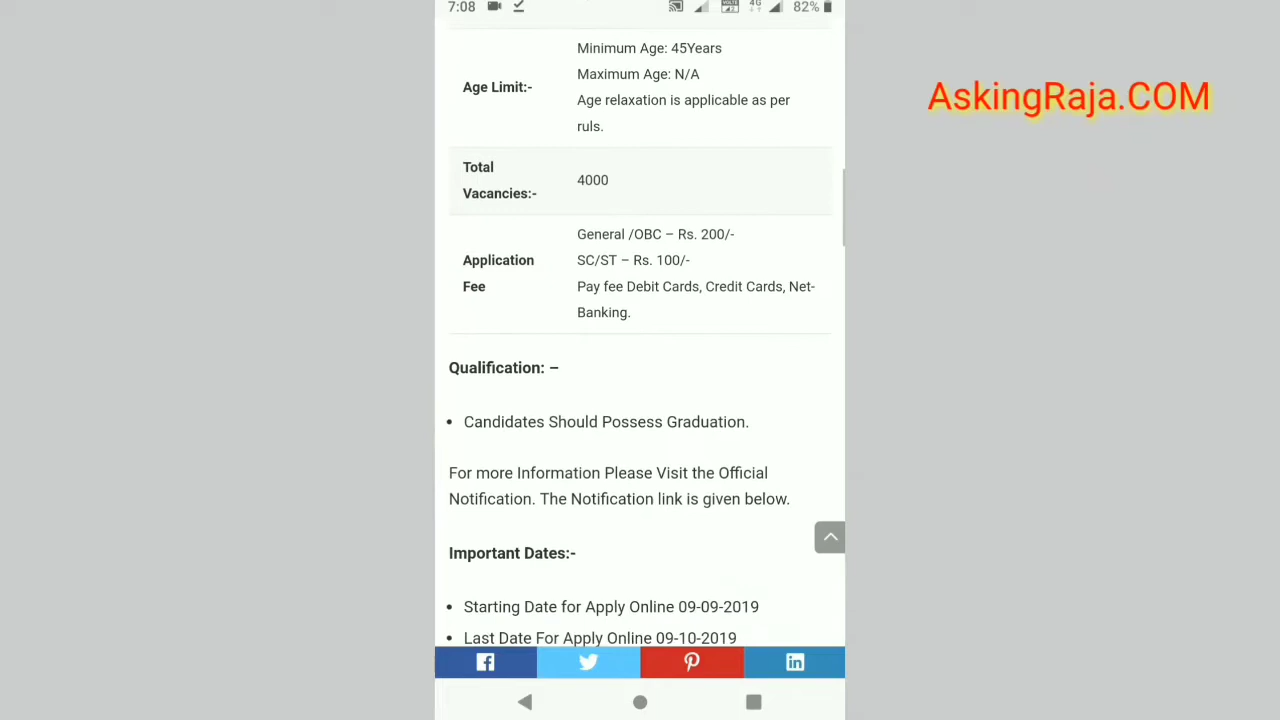 7:08
VOLTE
4G
82%
AskingRaja.COM
Age Limit:-
Minimum Age: 45Years
Maximum Age: N/A
Age relaxation is applicable as per
ruls.
Total
Vacancies:-
4000
Application
Fee
General /OBC – Rs. 200/-
SC/ST – Rs. 100/-
Pay fee Debit Cards, Credit Cards, Net-
Banking.
Qualification: –
• Candidates Should Possess Graduation.
For more Information Please Visit the Official
Notification. The Notification link is given below.
Important Dates:-
• Starting Date for Apply Online 09-09-2019
• Last Date For Apply Online 09-10-2019